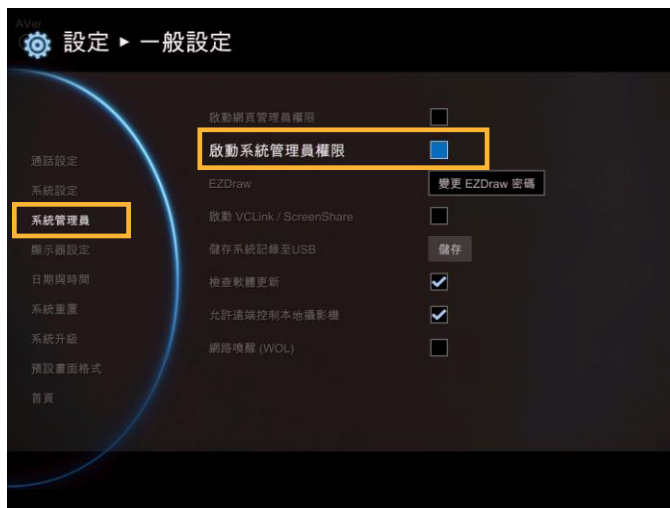 AVer
設定 ▸ 一般設定
啟動網頁管理員權限
啟動系統管理員權限
通話設定
EZDraw
變更 EZDraw 密碼
系統設定
系統管理員
啟動 VCLink / ScreenShare
顯示器設定
儲存系統記錄至USB
儲存
日期與時間
檢查軟體更新
系統重置
允許遠端控制本地攝影機
系統升級
網路喚醒 (WOL)
預設畫面格式
首頁